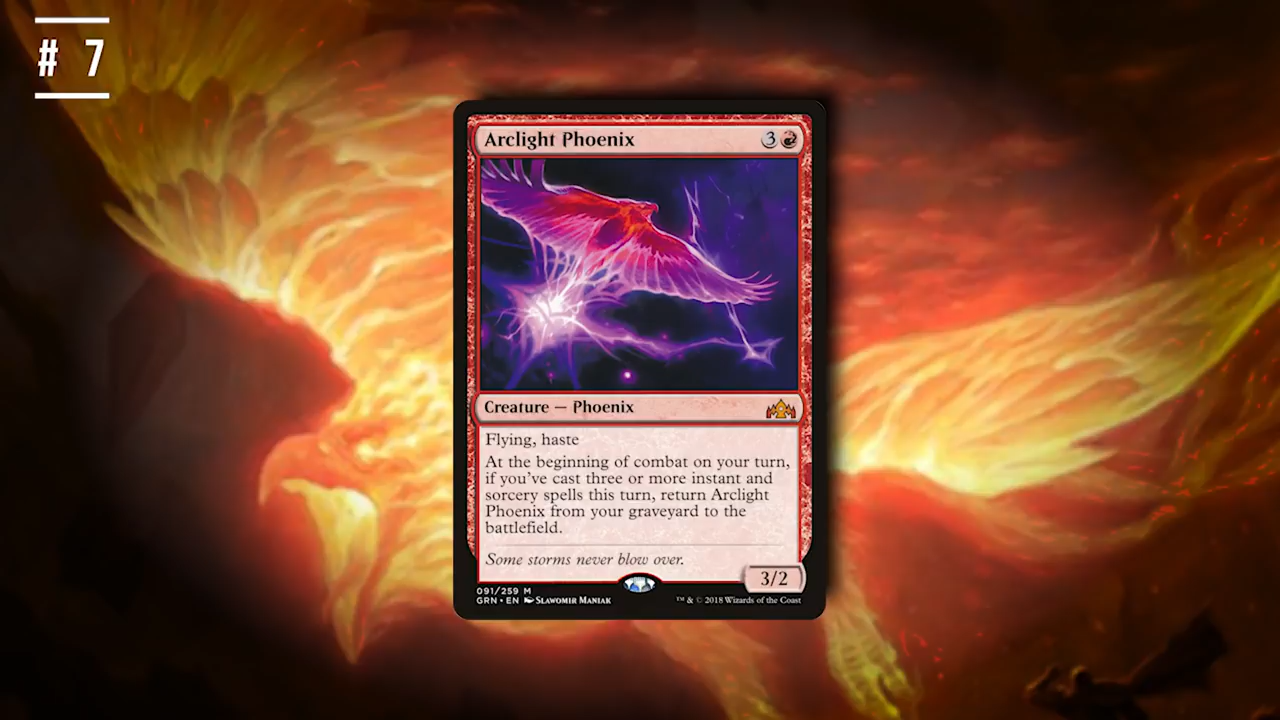 # 7
Arclight Phoenix 3
Creature — Phoenix
Flying, haste
At the beginning of combat on your turn,
if you've cast three or more instant and
sorcery spells this turn, return Arclight
Phoenix from your graveyard to the
battlefield.
Some storms never blow over.
3/2
091/259 M
GRN • EN Slawomir Maniak
™ & © 2018 Wizards of the Coast